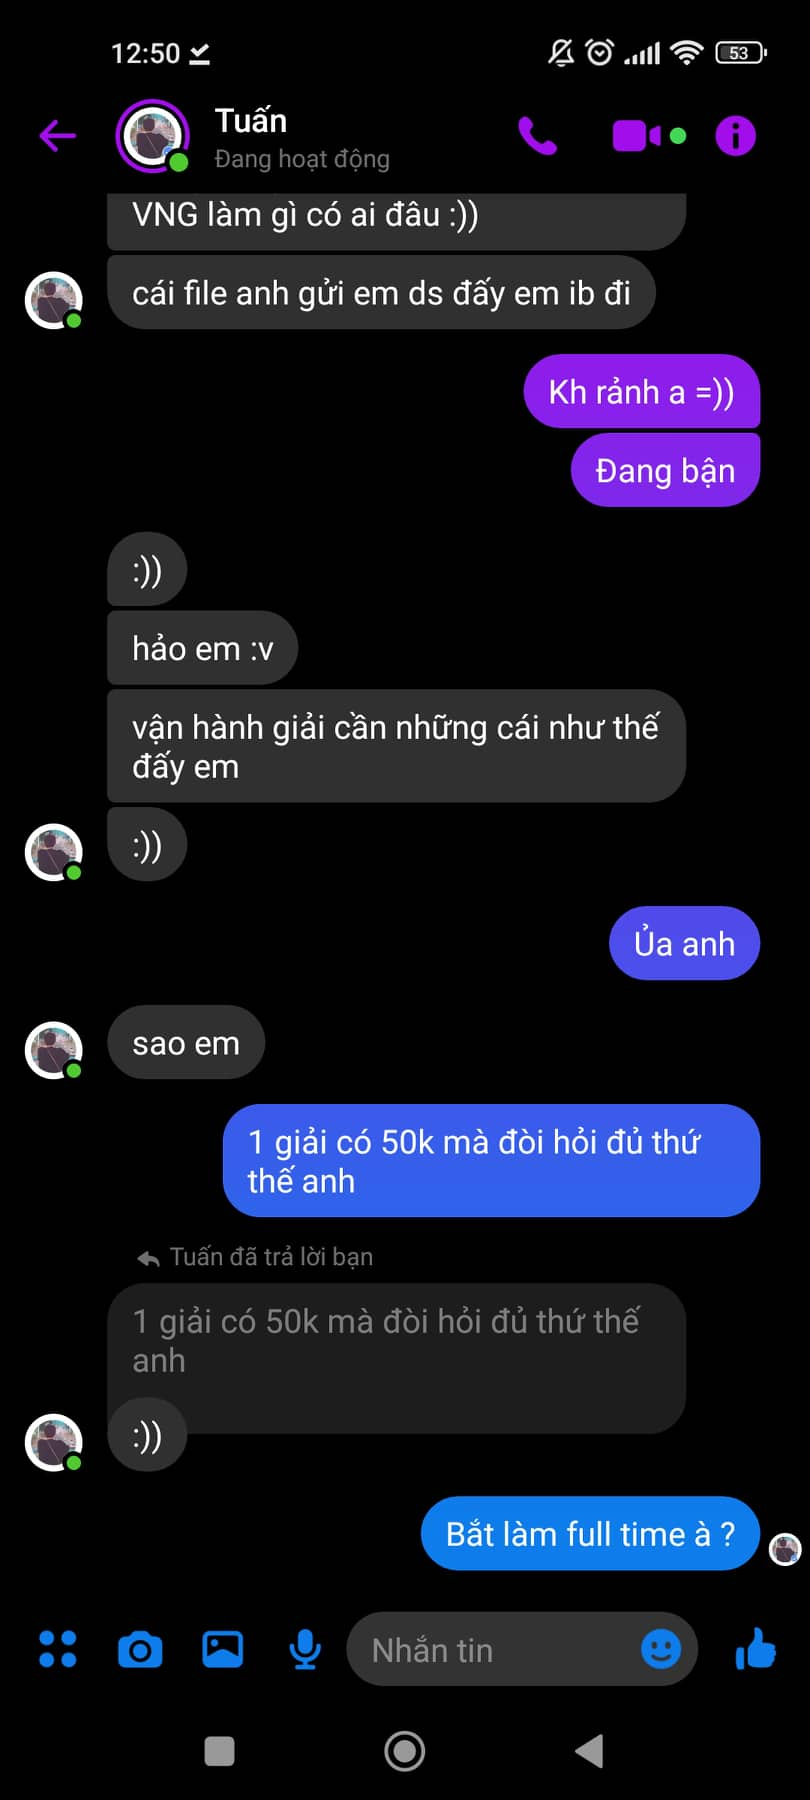 12:50
53
Tuấn
Đang hoạt động
VNG làm gì có ai đâu :))
cái file anh gửi em ds đấy em ib đi
Kh rảnh a =))
Đang bận
:))
hảo em :v
vận hành giải cần những cái như thế
đấy em
:))
Ủa anh
sao em
1 giải có 50k mà đòi hỏi đủ thứ
thế anh
Tuấn đã trả lời bạn
1 giải có 50k mà đòi hỏi đủ thứ thế
anh
:))
Bắt làm full time à ?
Nhắn tin